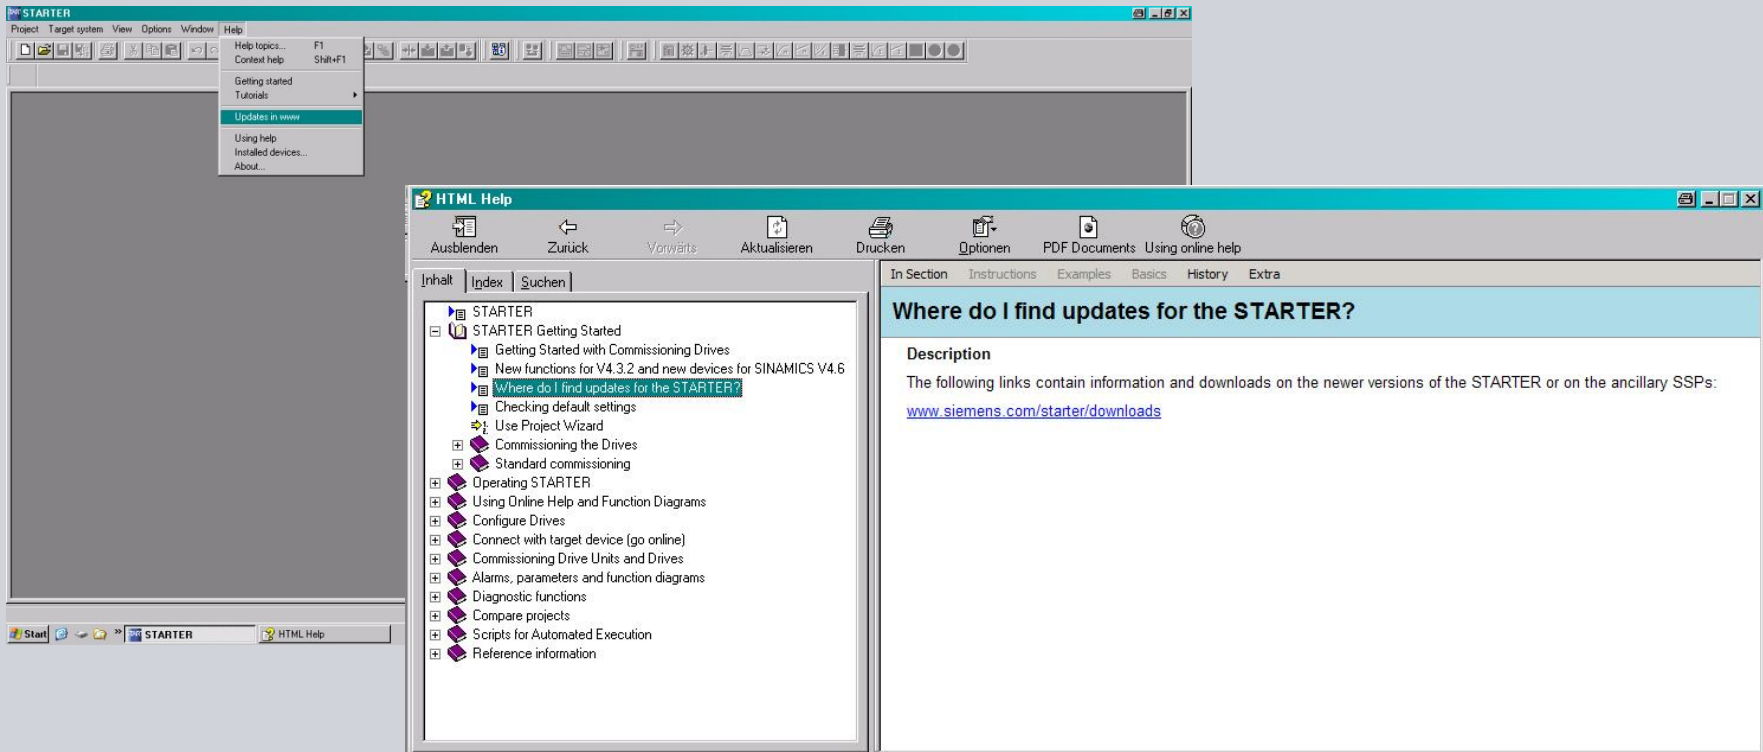 STARTER
Project Target system View Options Window Help
Help topics... F1
Context help Shift+F1
Getting started
Tutorials
Updates in www
Using help
Installed devices...
About...
HTML Help
Ausblenden Zurück Vorwärts Aktualisieren Drucken Optionen PDF Documents Using online help
Inhalt Index Suchen
STARTER
STARTER Getting Started
Getting Started with Commissioning Drives
New functions for V4.3.2 and new devices for SINAMICS V4.6
Where do I find updates for the STARTER?
Checking default settings
Use Project Wizard
Commissioning the Drives
Standard commissioning
Operating STARTER
Using Online Help and Function Diagrams
Configure Drives
Connect with target device (go online)
Commissioning Drive Units and Drives
Alarms, parameters and function diagrams
Diagnostic functions
Compare projects
Scripts for Automated Execution
Reference information
In Section Instructions Examples Basics History Extra
Where do I find updates for the STARTER?
Description
The following links contain information and downloads on the newer versions of the STARTER or on the ancillary SSPs:
www.siemens.com/starter/downloads
Start » STARTER HTML Help